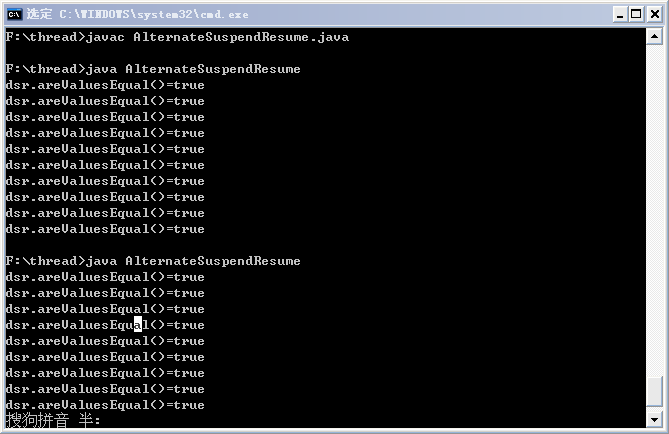 选定 C:\WINDOWS\system32\cmd.exe
F:\thread>javac AlternateSuspendResume.java
F:\thread>java AlternateSuspendResume
dsr.areValuesEqual()=true
dsr.areValuesEqual()=true
dsr.areValuesEqual()=true
dsr.areValuesEqual()=true
dsr.areValuesEqual()=true
dsr.areValuesEqual()=true
dsr.areValuesEqual()=true
dsr.areValuesEqual()=true
dsr.areValuesEqual()=true
dsr.areValuesEqual()=true
F:\thread>java AlternateSuspendResume
dsr.areValuesEqual()=true
dsr.areValuesEqual()=true
dsr.areValuesEqual()=true
dsr.areValuesEqual()=true
dsr.areValuesEqual()=true
dsr.areValuesEqual()=true
dsr.areValuesEqual()=true
dsr.areValuesEqual()=true
dsr.areValuesEqual()=true
搜狗拼音 半: